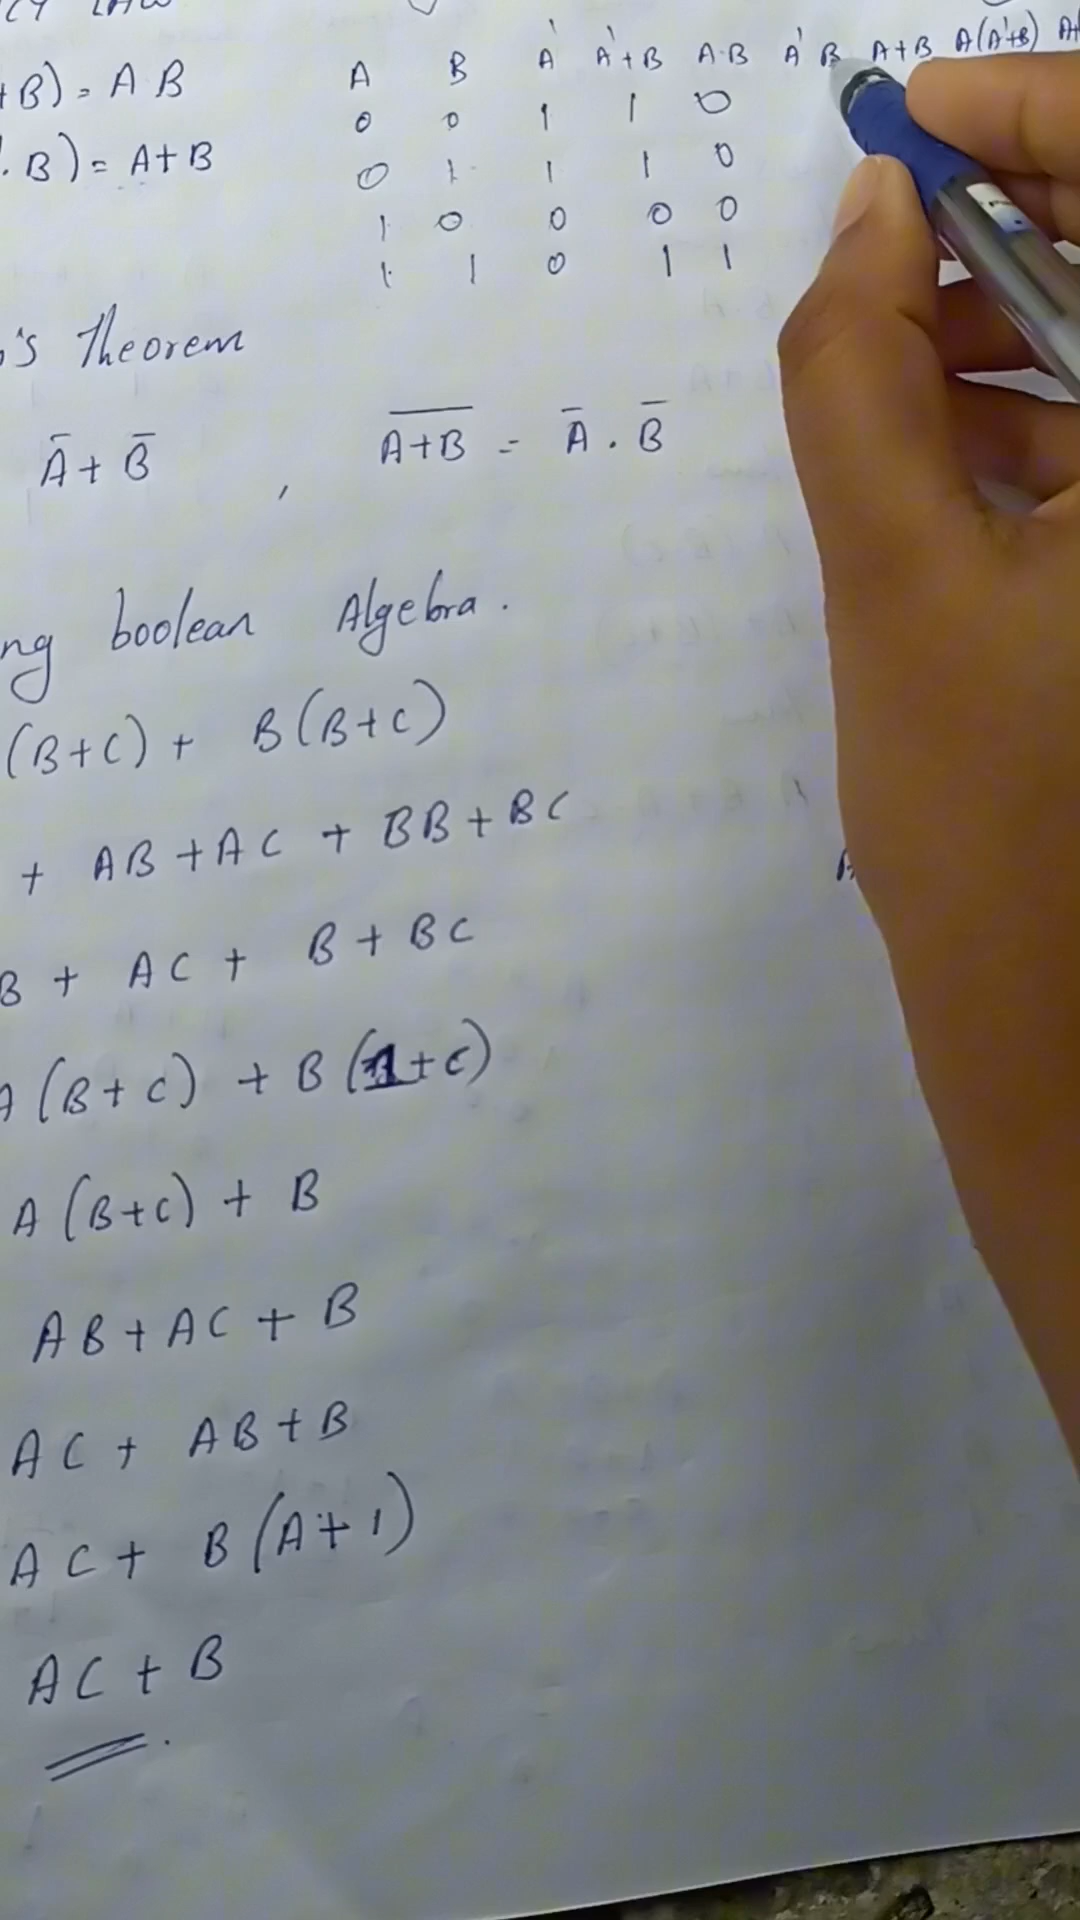 +B) = A B
. B) = A+B
A B A' A'+B A·B A' B A+B A(A'+B)
0 0 1 1 0
0 1 1 1 0
1 0 0 0 0
1 1 0 1 1
's Theorem
Ā + B̅ , \overline{A+B} = Ā . B̅
ng boolean Algebra.
(B+C) + B(B+C)
+ AB + AC + BB + BC
B + AC + B + BC
A (B+C) + B (1+C)
A (B+C) + B
AB + AC + B
AC + AB + B
AC + B (A+1)
AC + B